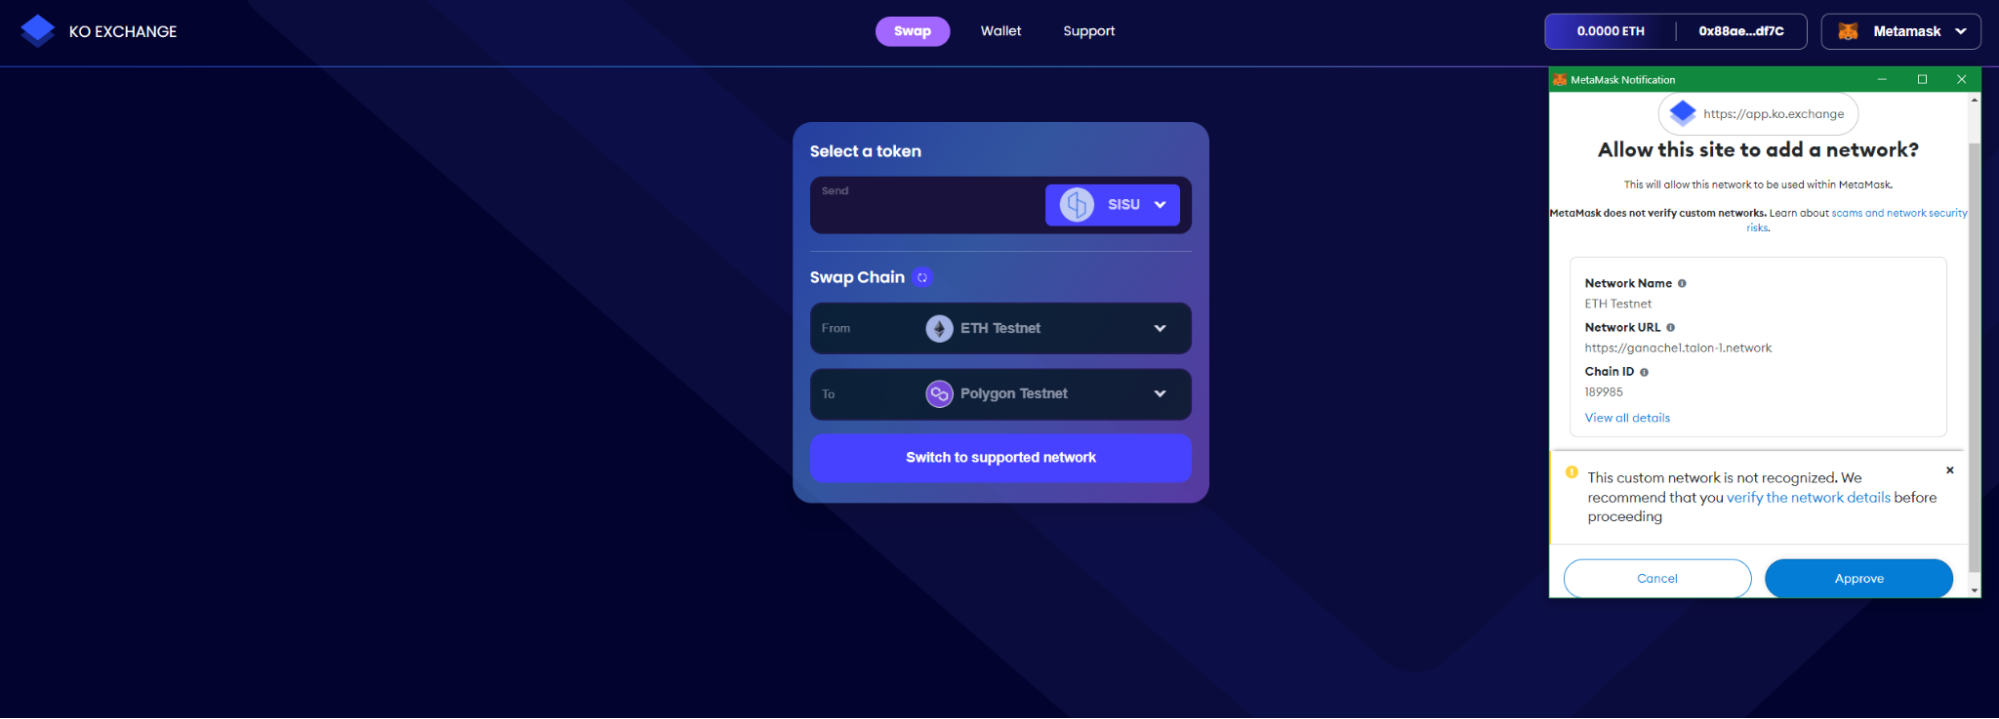 KO EXCHANGE
Swap
Wallet
Support
0.0000 ETH
0x88ae...df7C
Metamask
Select a token
Send
SISU
Swap Chain
From
ETH Testnet
To
Polygon Testnet
Switch to supported network
MetaMask Notification
https://app.ko.exchange
Allow this site to add a network?
This will allow this network to be used within MetaMask.
MetaMask does not verify custom networks. Learn about scams and network security
risks.
Network Name
ETH Testnet
Network URL
https://ganache1.talon-1.network
Chain ID
189985
View all details
This custom network is not recognized. We
recommend that you verify the network details before
proceeding
Cancel
Approve